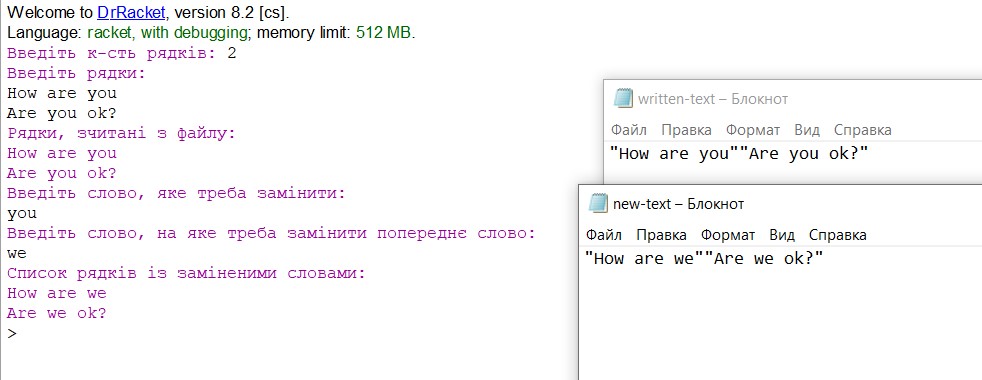 Welcome to DrRacket, version 8.2 [cs].
Language: racket, with debugging; memory limit: 512 MB.
Введіть к-сть рядків: 2
Введіть рядки:
How are you
Are you ok?
Рядки, зчитані з файлу:
How are you
Are you ok?
Введіть слово, яке треба замінити:
you
Введіть слово, на яке треба замінити попереднє слово:
we
Список рядків із заміненими словами:
How are we
Are we ok?
>
written-text – Блокнот
Файл Правка Формат Вид Справка
"How are you""Are you ok?"
new-text – Блокнот
Файл Правка Формат Вид Справка
"How are we""Are we ok?"